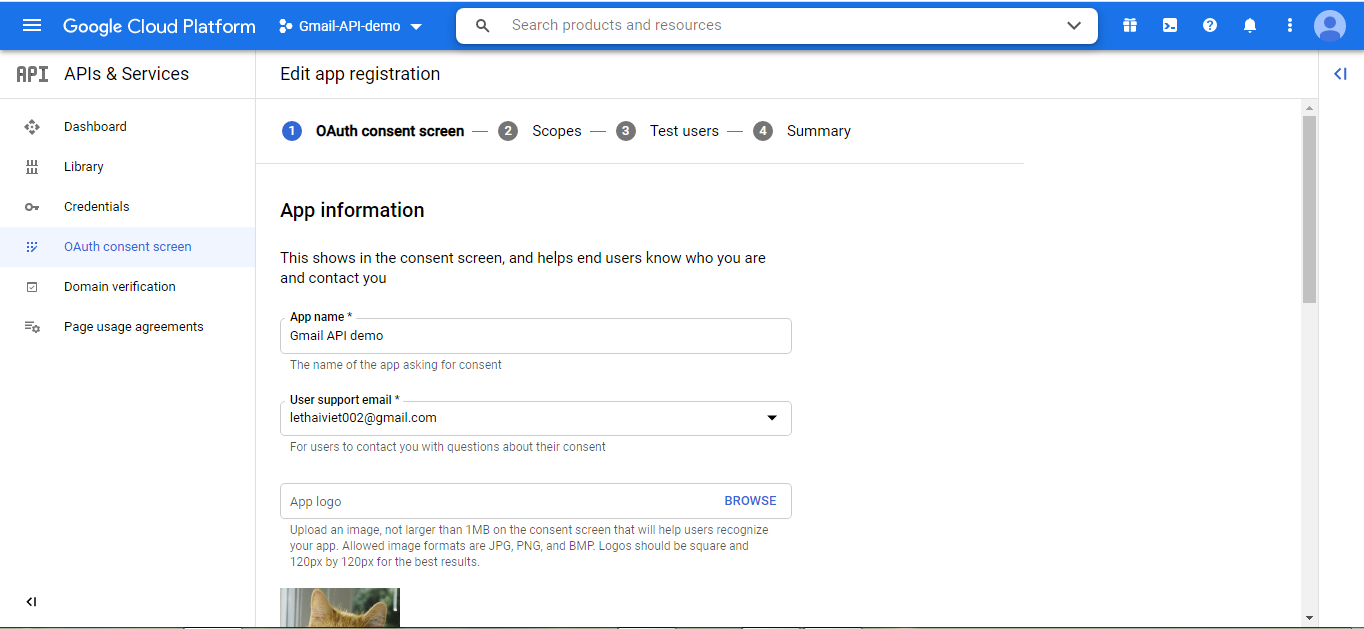 Google Cloud Platform
Gmail-API-demo
Search products and resources
API APIs & Services
Edit app registration
Dashboard
Library
Credentials
OAuth consent screen
Domain verification
Page usage agreements
1 OAuth consent screen — 2 Scopes — 3 Test users — 4 Summary
App information
This shows in the consent screen, and helps end users know who you are
and contact you
App name *
Gmail API demo
The name of the app asking for consent
User support email *
lethaiviet002@gmail.com
For users to contact you with questions about their consent
App logo
BROWSE
Upload an image, not larger than 1MB on the consent screen that will help users recognize
your app. Allowed image formats are JPG, PNG, and BMP. Logos should be square and
120px by 120px for the best results.